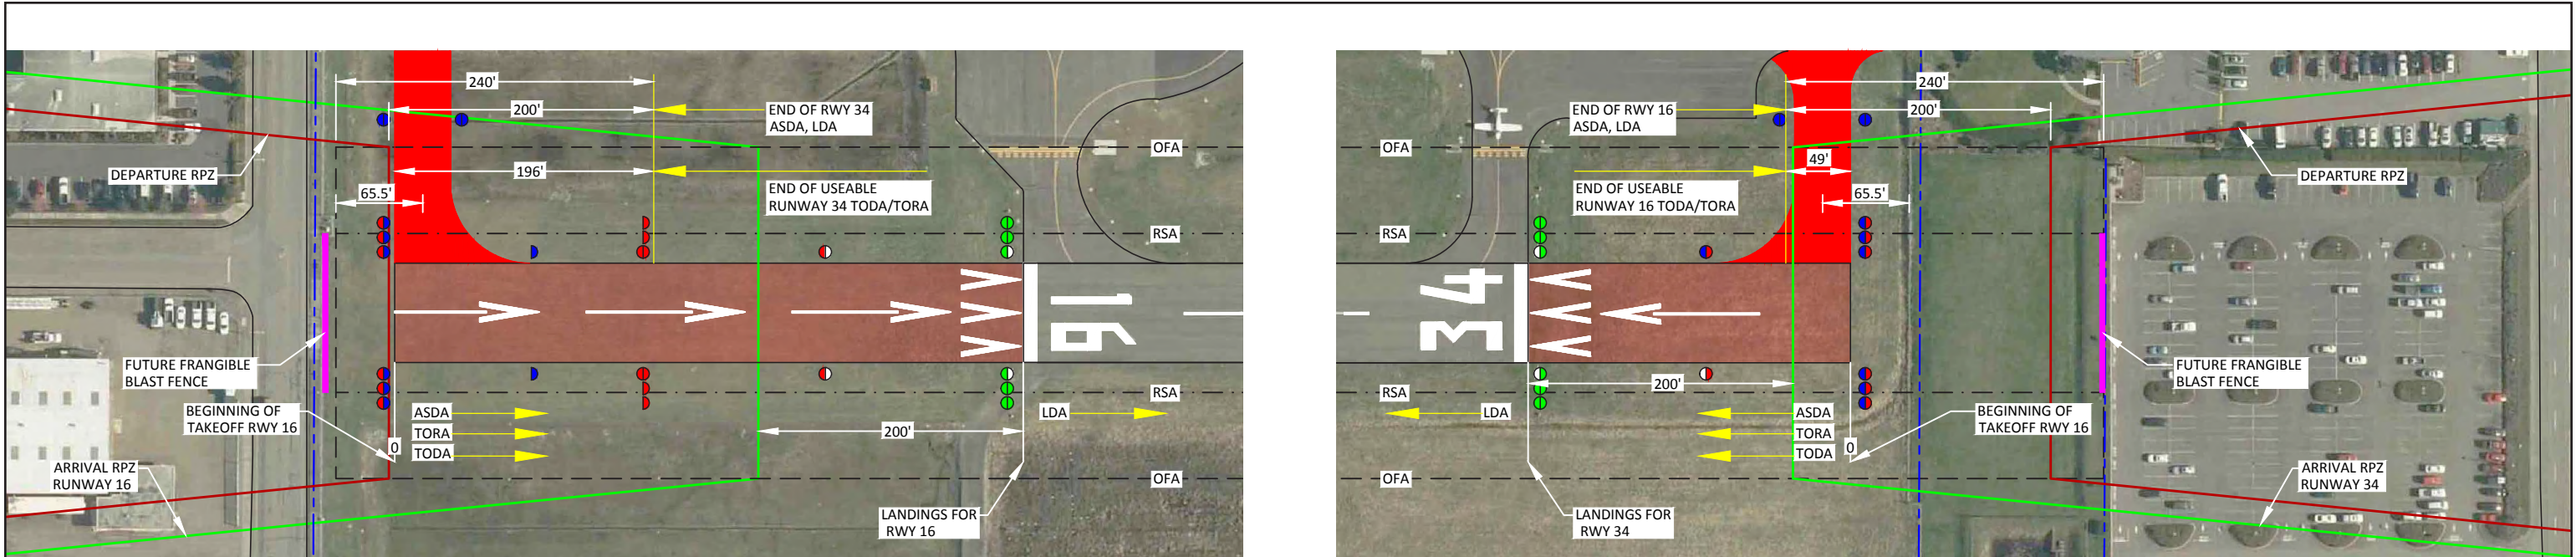 240'
200'
END OF RWY 34
ASDA, LDA
OFA
DEPARTURE RPZ
196'
65.5'
END OF USEABLE
RUNWAY 34 TODA/TORA
RSA
16
FUTURE FRANGIBLE
BLAST FENCE
BEGINNING OF
TAKEOFF RWY 16
0
ASDA
TORA
TODA
RSA
LDA
200'
ARRIVAL RPZ
RUNWAY 16
OFA
LANDINGS FOR
RWY 16
240'
200'
END OF RWY 16
ASDA, LDA
OFA
49'
DEPARTURE RPZ
END OF USEABLE
RUNWAY 16 TODA/TORA
65.5'
RSA
34
FUTURE FRANGIBLE
BLAST FENCE
200'
RSA
LDA
ASDA
TORA
TODA
0
BEGINNING OF
TAKEOFF RWY 16
OFA
ARRIVAL RPZ
RUNWAY 34
LANDINGS FOR
RWY 34